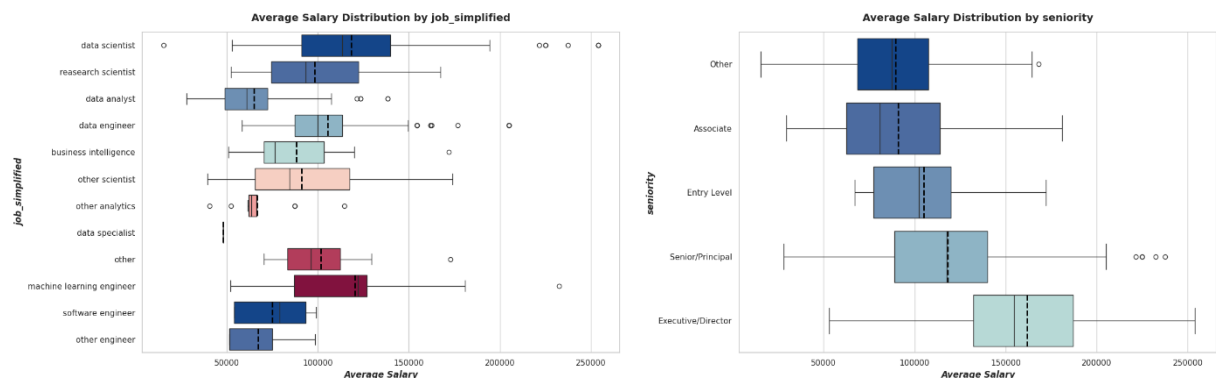 Average Salary Distribution by job_simplified
job_simplified
data scientist
reasearch scientist
data analyst
data engineer
business intelligence
other scientist
other analytics
data specialist
other
machine learning engineer
software engineer
other engineer
50000 100000 150000 200000 250000
Average Salary
Average Salary Distribution by seniority
seniority
Other
Associate
Entry Level
Senior/Principal
Executive/Director
50000 100000 150000 200000 250000
Average Salary